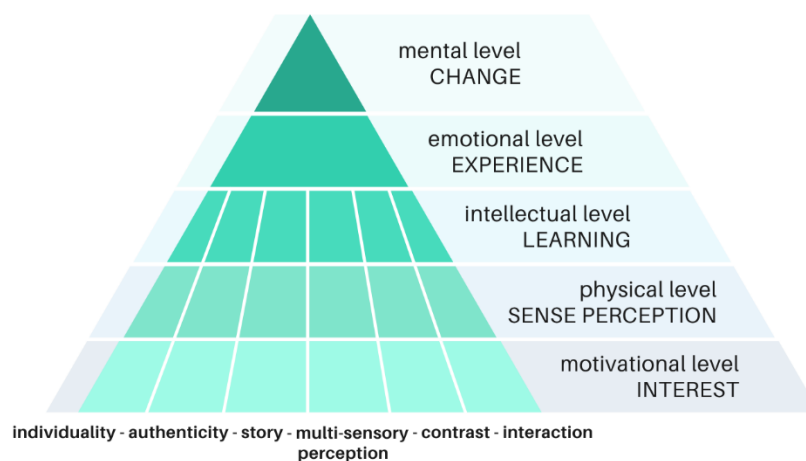 mental level
CHANGE
emotional level
EXPERIENCE
intellectual level
LEARNING
physical level
SENSE PERCEPTION
motivational level
INTEREST
individuality - authenticity - story - multi-sensory - contrast - interaction
perception